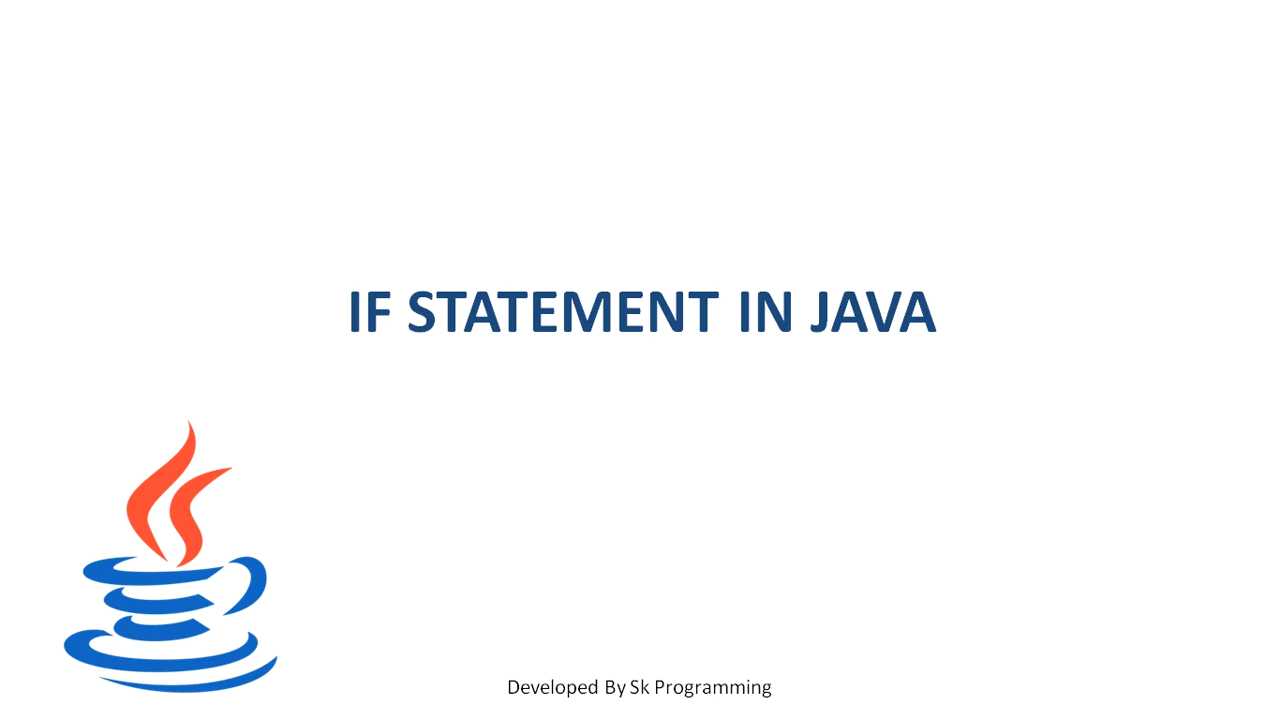 IF STATEMENT IN JAVA
Developed By Sk Programming